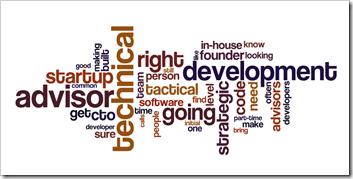 in-house know
making
good
built
technical
right
like
founder looking
still
person
development
startup
team
common
tactical
advisor
software
find
level
strategic
code
need
often
advisors
developers
get
cto
time
going
developer
sure
calls
people
initial
one
part-time
make
bring